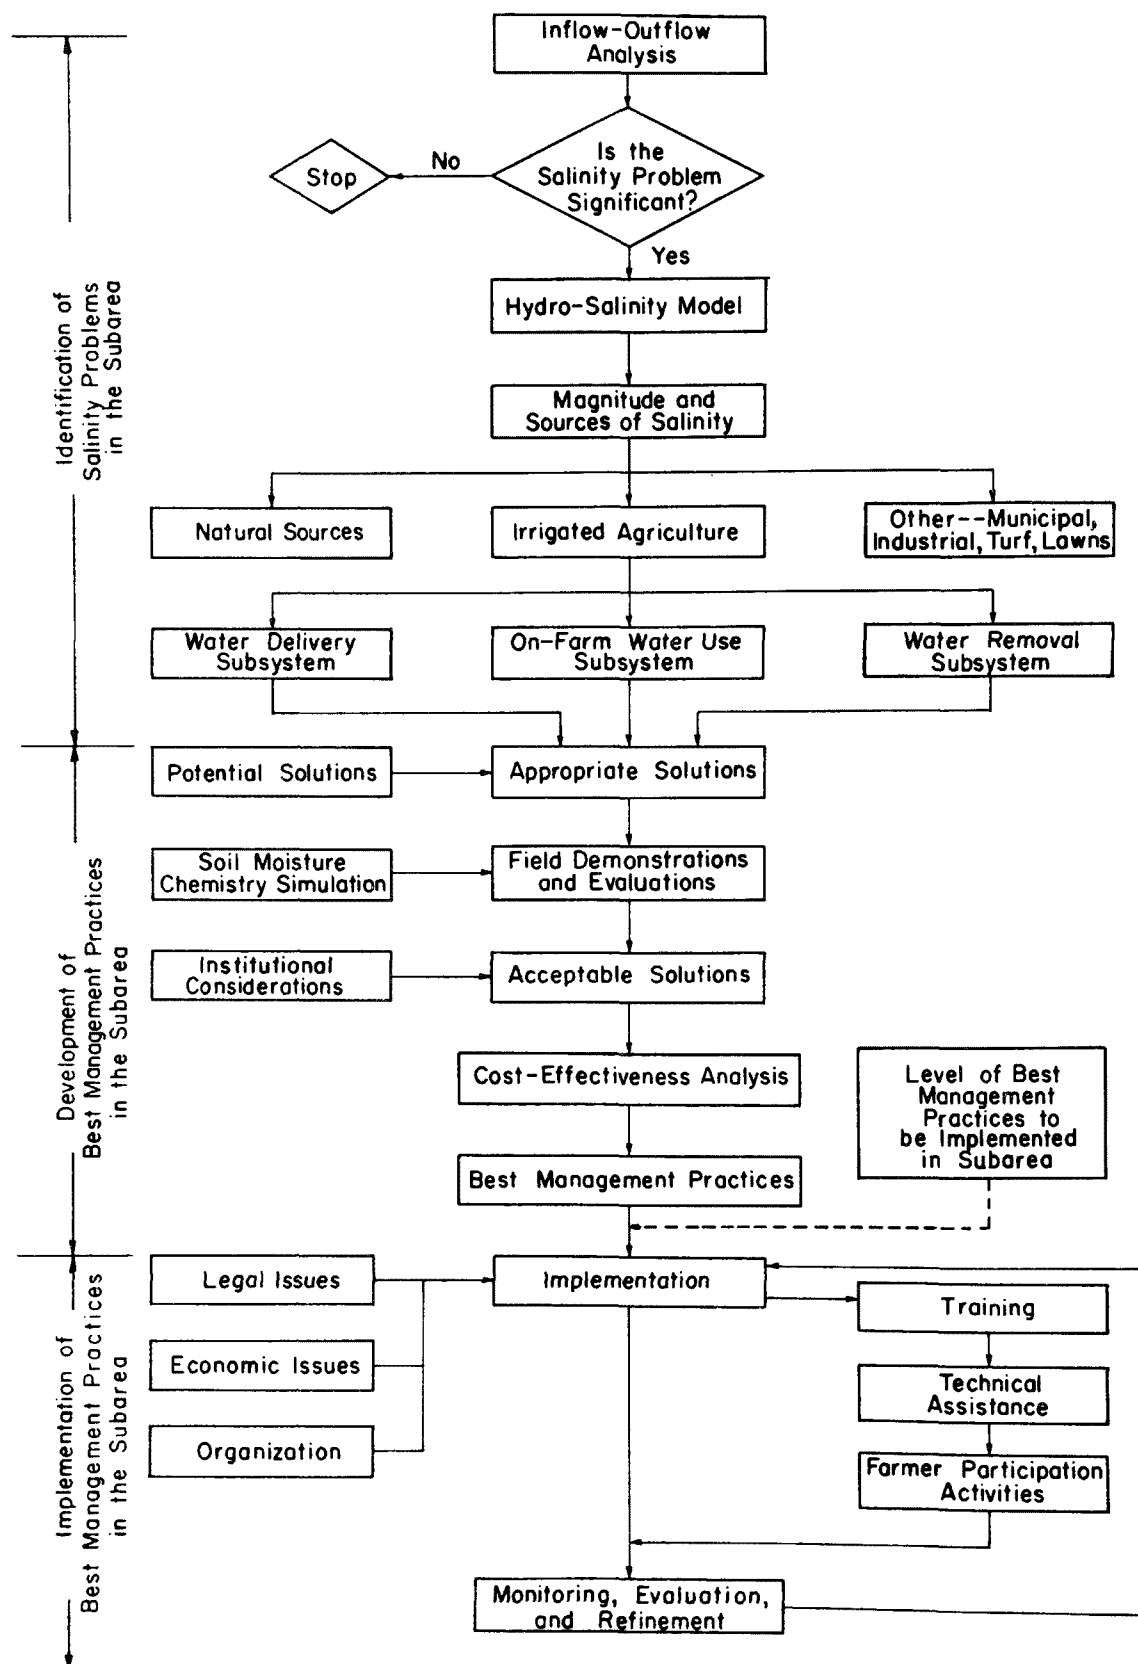 Inflow-Outflow
Analysis
Is the
Salinity Problem
Significant?
No
Stop
Yes
Hydro-Salinity Model
Magnitude and
Sources of Salinity
Natural Sources
Irrigated Agriculture
Other--Municipal,
Industrial, Turf, Lawns
Water Delivery
Subsystem
On-Farm Water Use
Subsystem
Water Removal
Subsystem
Identification of
Salinity Problems
in the Subarea
Potential Solutions
Appropriate Solutions
Soil Moisture
Chemistry Simulation
Field Demonstrations
and Evaluations
Institutional
Considerations
Acceptable Solutions
Cost-Effectiveness Analysis
Level of Best
Management
Practices to
be Implemented
in Subarea
Best Management Practices
Development of
Best Management Practices
in the Subarea
Legal Issues
Implementation
Training
Economic Issues
Technical
Assistance
Organization
Farmer Participation
Activities
Monitoring, Evaluation,
and Refinement
Implementation of
Best Management Practices
in the Subarea